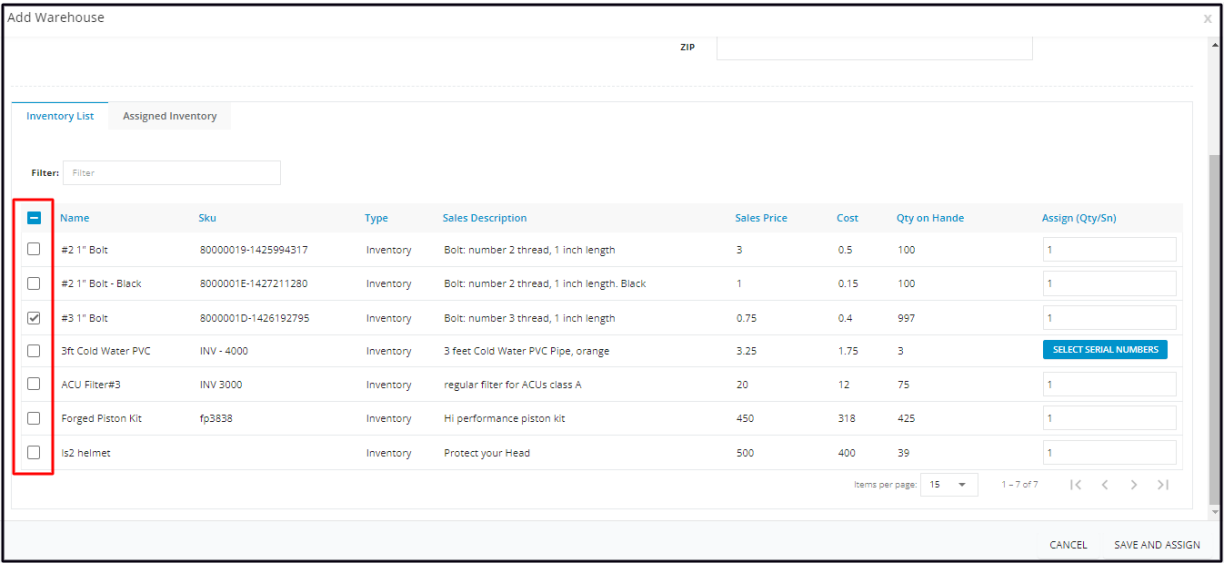 Add Warehouse X
ZIP
Inventory List Assigned Inventory
Filter: Filter
Name Sku Type Sales Description Sales Price Cost Qty on Hande Assign (Qty/Sn)
#2 1" Bolt 80000019-1425994317 Inventory Bolt: number 2 thread, 1 inch length 3 0.5 100 1
#2 1" Bolt - Black 8000001E-1427211280 Inventory Bolt: number 2 thread, 1 inch length. Black 1 0.15 100 1
#3 1" Bolt 8000001D-1426192795 Inventory Bolt: number 3 thread, 1 inch length 0.75 0.4 997 1
3ft Cold Water PVC INV - 4000 Inventory 3 feet Cold Water PVC Pipe, orange 3.25 1.75 3 SELECT SERIAL NUMBERS
ACU Filter#3 INV 3000 Inventory regular filter for ACUs class A 20 12 75 1
Forged Piston Kit fp3838 Inventory Hi performance piston kit 450 318 425 1
ls2 helmet Inventory Protect your Head 500 400 39 1
Items per page: 15 1 – 7 of 7
CANCEL SAVE AND ASSIGN